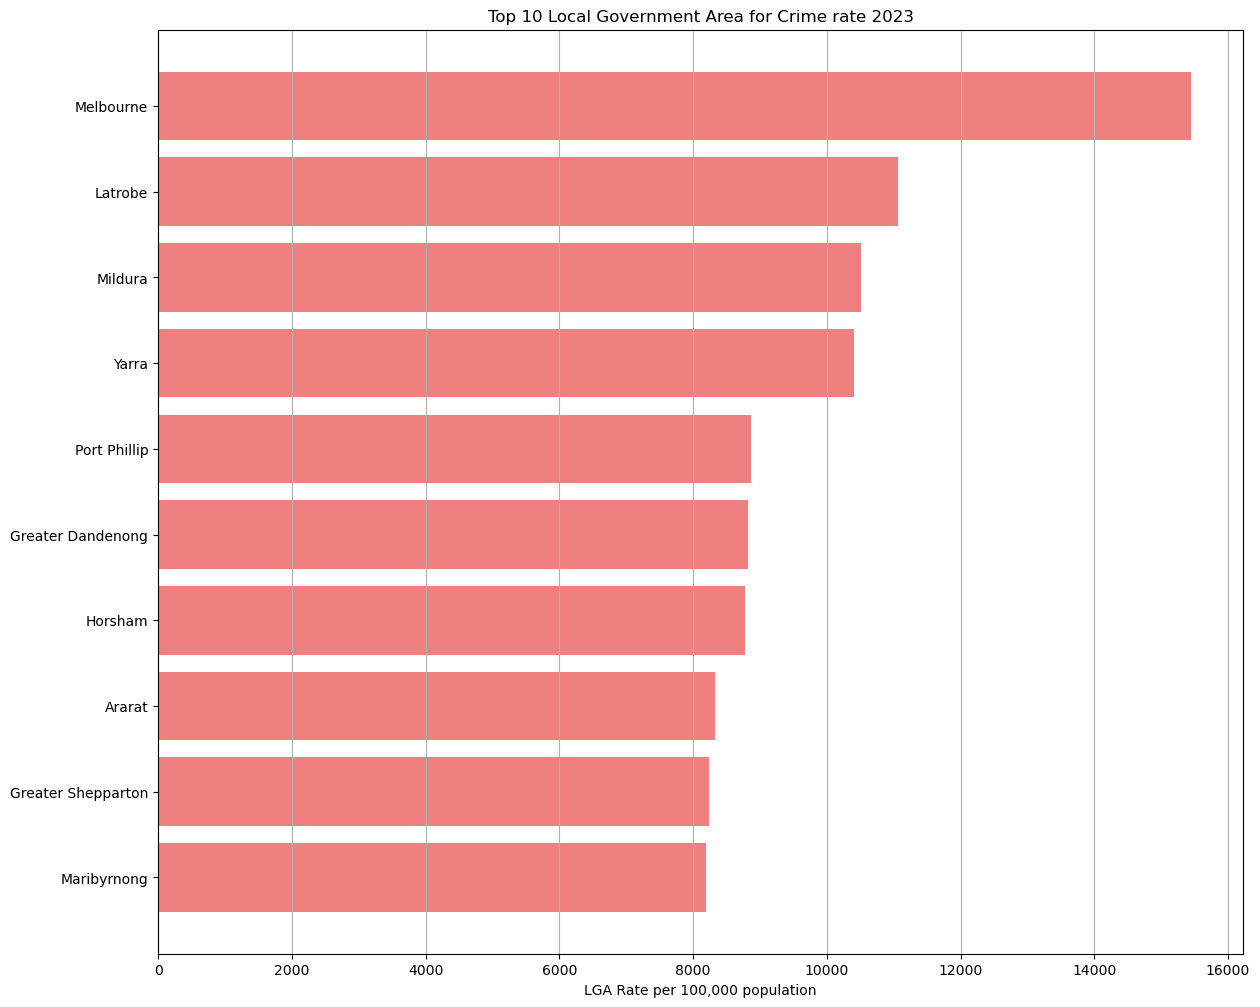 Top 10 Local Government Area for Crime rate 2023
Melbourne
Latrobe
Mildura
Yarra
Port Phillip
Greater Dandenong
Horsham
Ararat
Greater Shepparton
Maribyrnong
0 2000 4000 6000 8000 10000 12000 14000 16000
LGA Rate per 100,000 population